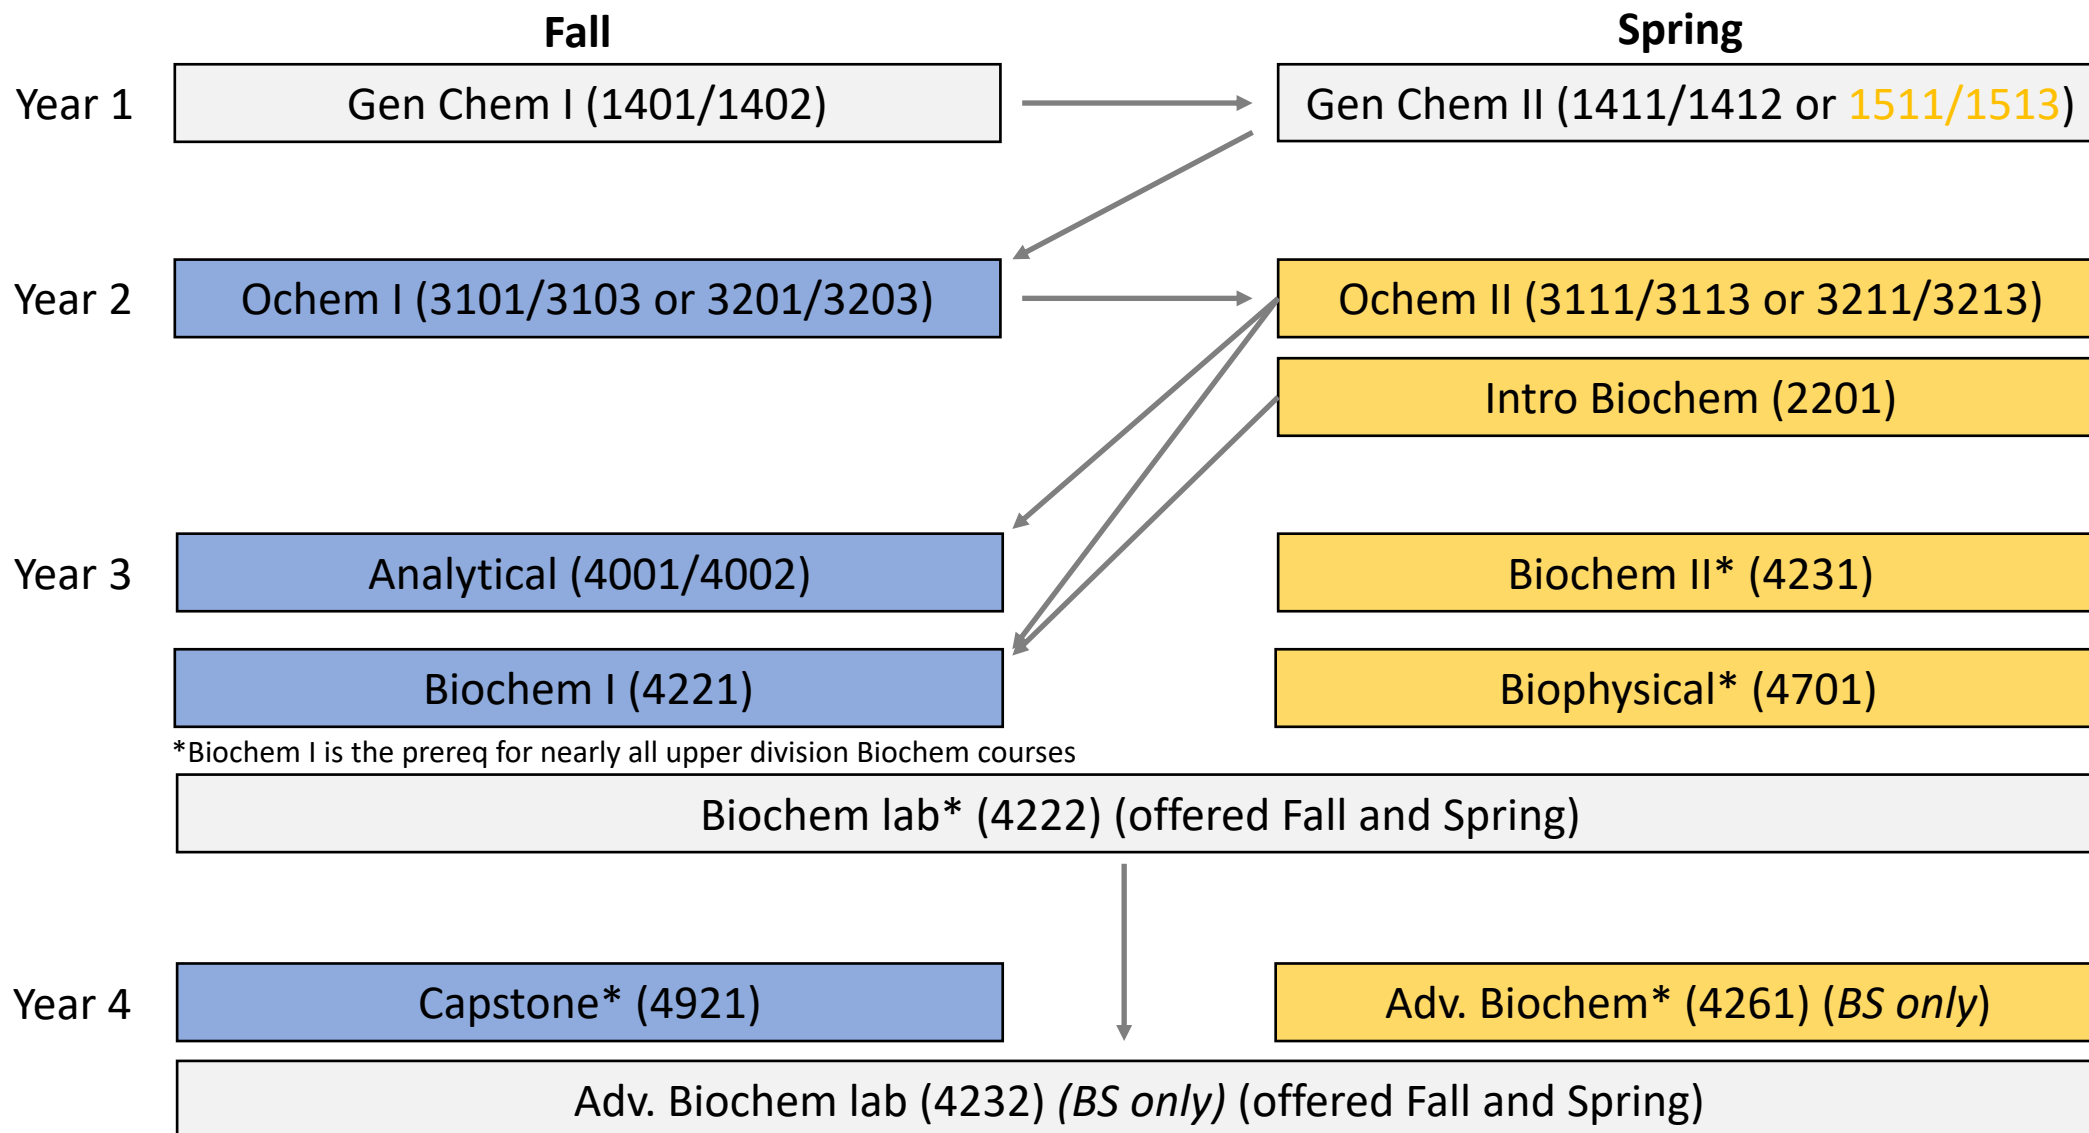 Fall
Spring
Year 1
Gen Chem I (1401/1402)
Gen Chem II (1411/1412 or 1511/1513)
Year 2
Ochem I (3101/3103 or 3201/3203)
Ochem II (3111/3113 or 3211/3213)
Intro Biochem (2201)
Year 3
Analytical (4001/4002)
Biochem II* (4231)
Biochem I (4221)
Biophysical* (4701)
*Biochem I is the prereq for nearly all upper division Biochem courses
Biochem lab* (4222) (offered Fall and Spring)
Year 4
Capstone* (4921)
Adv. Biochem* (4261) (BS only)
Adv. Biochem lab (4232) (BS only) (offered Fall and Spring)